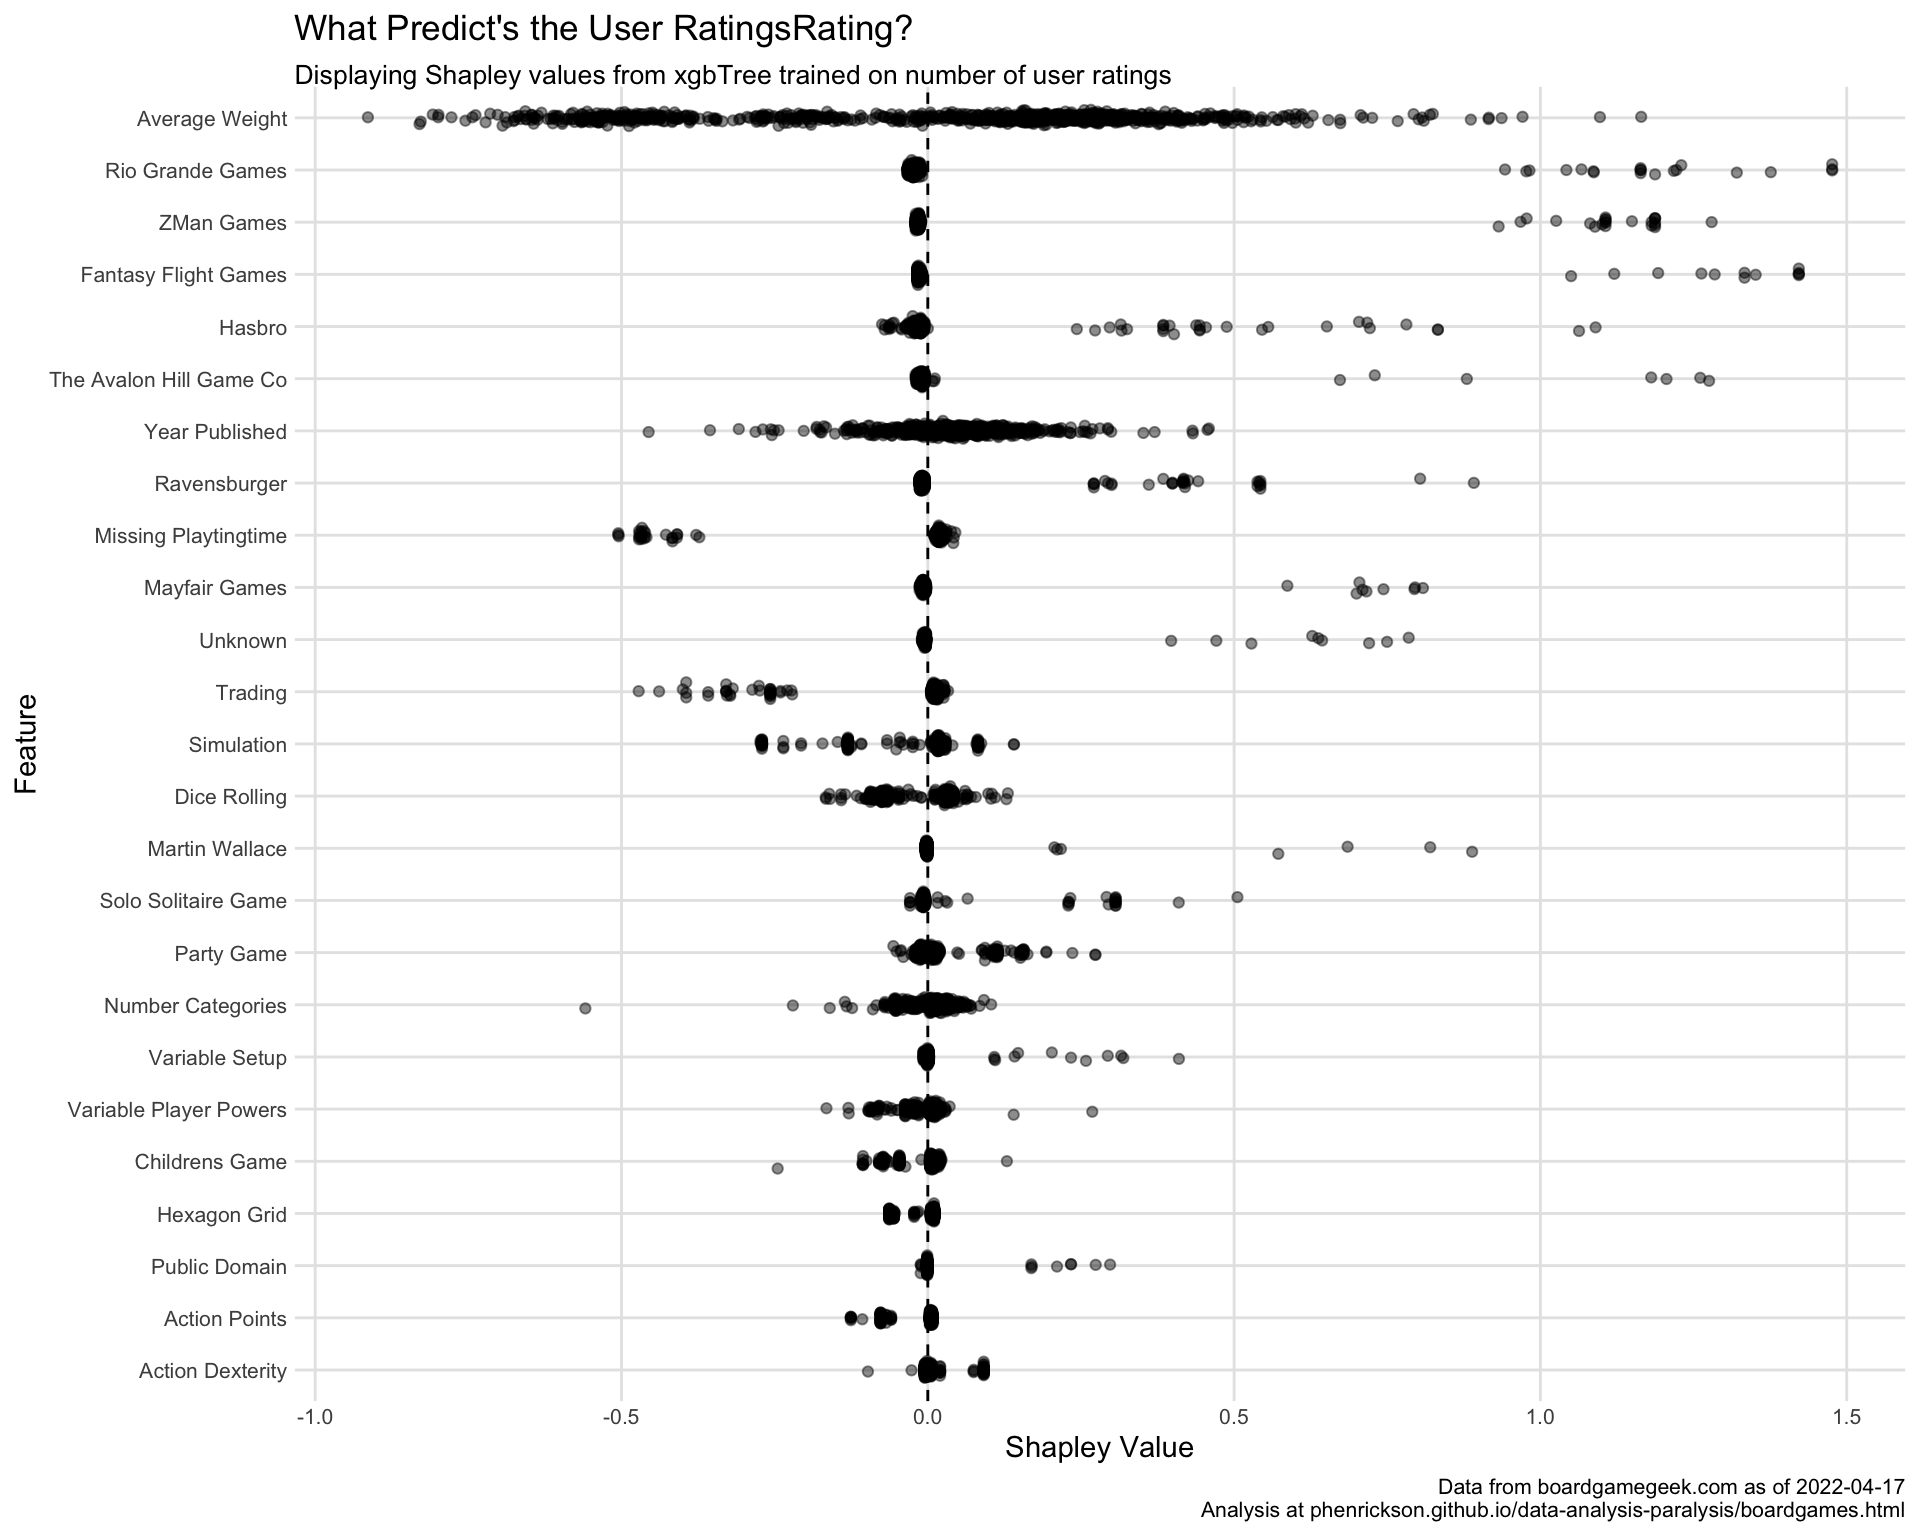 What Predict's the User RatingsRating?
Displaying Shapley values from xgbTree trained on number of user ratings
Average Weight
Rio Grande Games
ZMan Games
Fantasy Flight Games
Hasbro
The Avalon Hill Game Co
Year Published
Ravensburger
Missing Playtingtime
Mayfair Games
Unknown
Trading
Simulation
Dice Rolling
Martin Wallace
Solo Solitaire Game
Party Game
Number Categories
Variable Setup
Variable Player Powers
Childrens Game
Hexagon Grid
Public Domain
Action Points
Action Dexterity
Feature
-1.0 -0.5 0.0 0.5 1.0 1.5
Shapley Value
Data from boardgamegeek.com as of 2022-04-17
Analysis at phenrickson.github.io/data-analysis-paralysis/boardgames.html